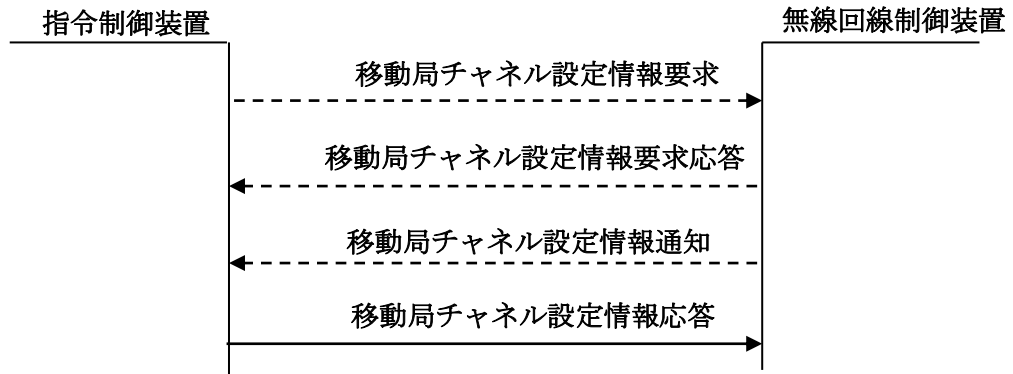 指令制御装置
無線回線制御装置
移動局チャネル設定情報要求
移動局チャネル設定情報要求応答
移動局チャネル設定情報通知
移動局チャネル設定情報応答